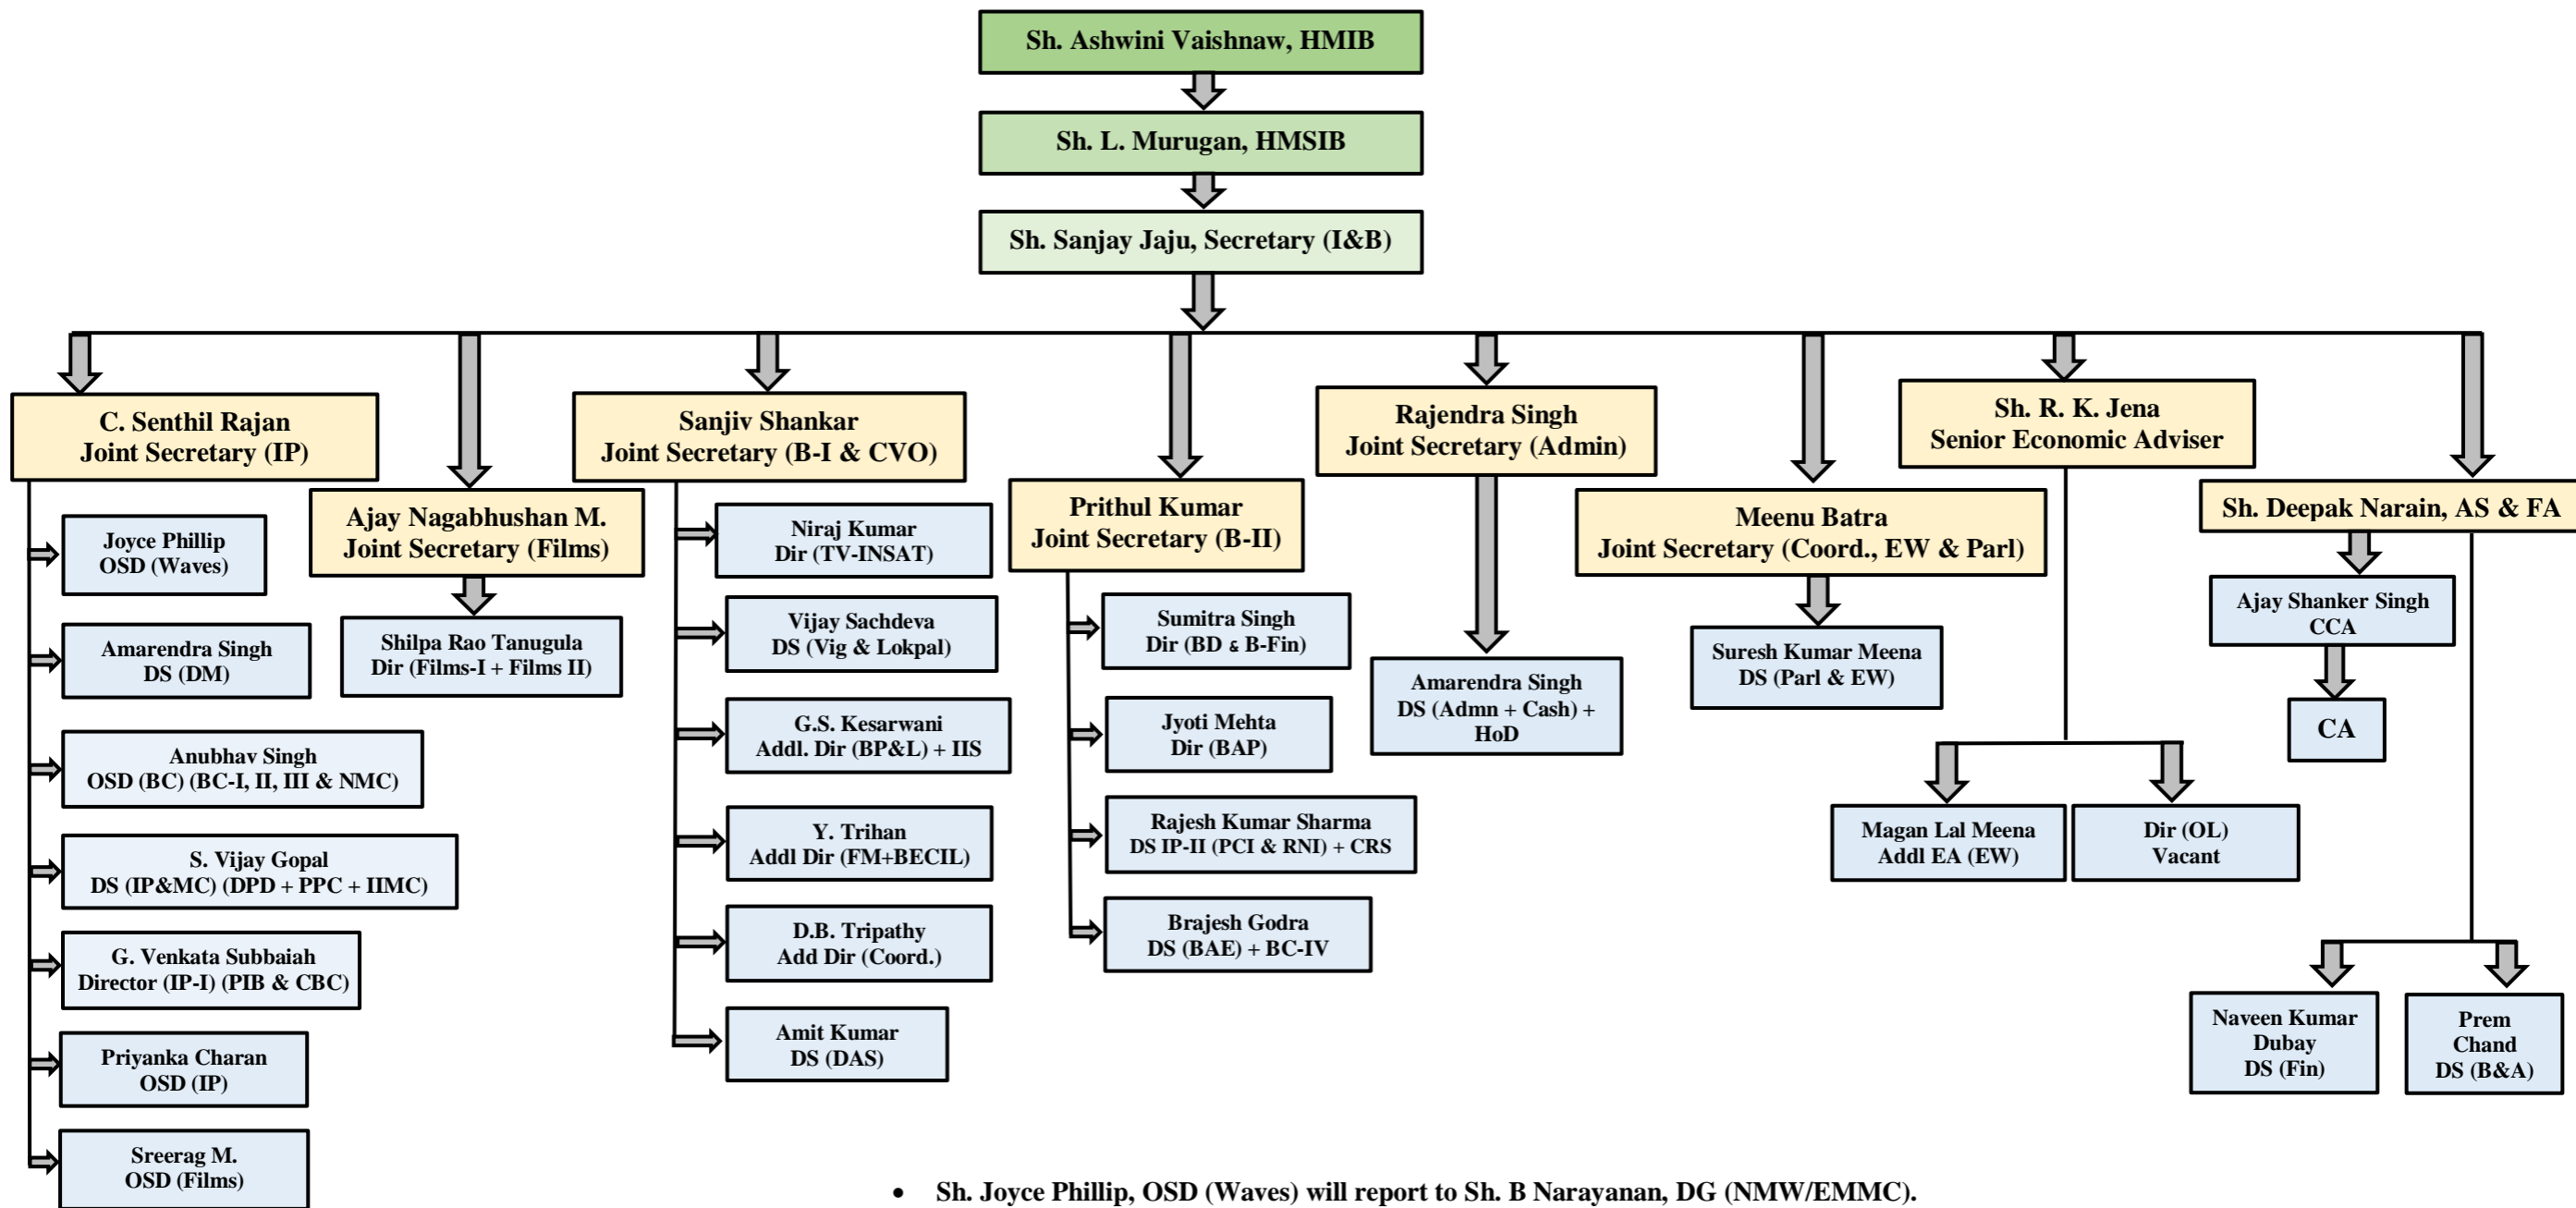 Sh. Ashwini Vaishnaw, HMIB
Sh. L. Murugan, HMSIB
Sh. Sanjay Jaju, Secretary (I&B)
C. Senthil Rajan
Joint Secretary (IP)
Joyce Phillip
OSD (Waves)
Amarendra Singh
DS (DM)
Anubhav Singh
OSD (BC) (BC-I, II, III & NMC)
S. Vijay Gopal
DS (IP&MC) (DPD + PPC + IIMC)
G. Venkata Subbaiah
Director (IP-I) (PIB & CBC)
Priyanka Charan
OSD (IP)
Sreerag M.
OSD (Films)
Ajay Nagabhushan M.
Joint Secretary (Films)
Shilpa Rao Tanugula
Dir (Films-I + Films II)
Sanjiv Shankar
Joint Secretary (B-I & CVO)
Niraj Kumar
Dir (TV-INSAT)
Vijay Sachdeva
DS (Vig & Lokpal)
G.S. Kesarwani
Addl. Dir (BP&L) + IIS
Y. Trihan
Addl Dir (FM+BECIL)
D.B. Tripathy
Add Dir (Coord.)
Amit Kumar
DS (DAS)
Prithul Kumar
Joint Secretary (B-II)
Sumitra Singh
Dir (BD & B-Fin)
Jyoti Mehta
Dir (BAP)
Rajesh Kumar Sharma
DS IP-II (PCI & RNI) + CRS
Brajesh Godra
DS (BAE) + BC-IV
Rajendra Singh
Joint Secretary (Admin)
Amarendra Singh
DS (Admn + Cash) +
HoD
Meenu Batra
Joint Secretary (Coord., EW & Parl)
Suresh Kumar Meena
DS (Parl & EW)
Sh. R. K. Jena
Senior Economic Adviser
Magan Lal Meena
Addl EA (EW)
Dir (OL)
Vacant
Sh. Deepak Narain, AS & FA
Ajay Shanker Singh
CCA
CA
Naveen Kumar
Dubay
DS (Fin)
Prem
Chand
DS (B&A)
• Sh. Joyce Phillip, OSD (Waves) will report to Sh. B Narayanan, DG (NMW/EMMC).